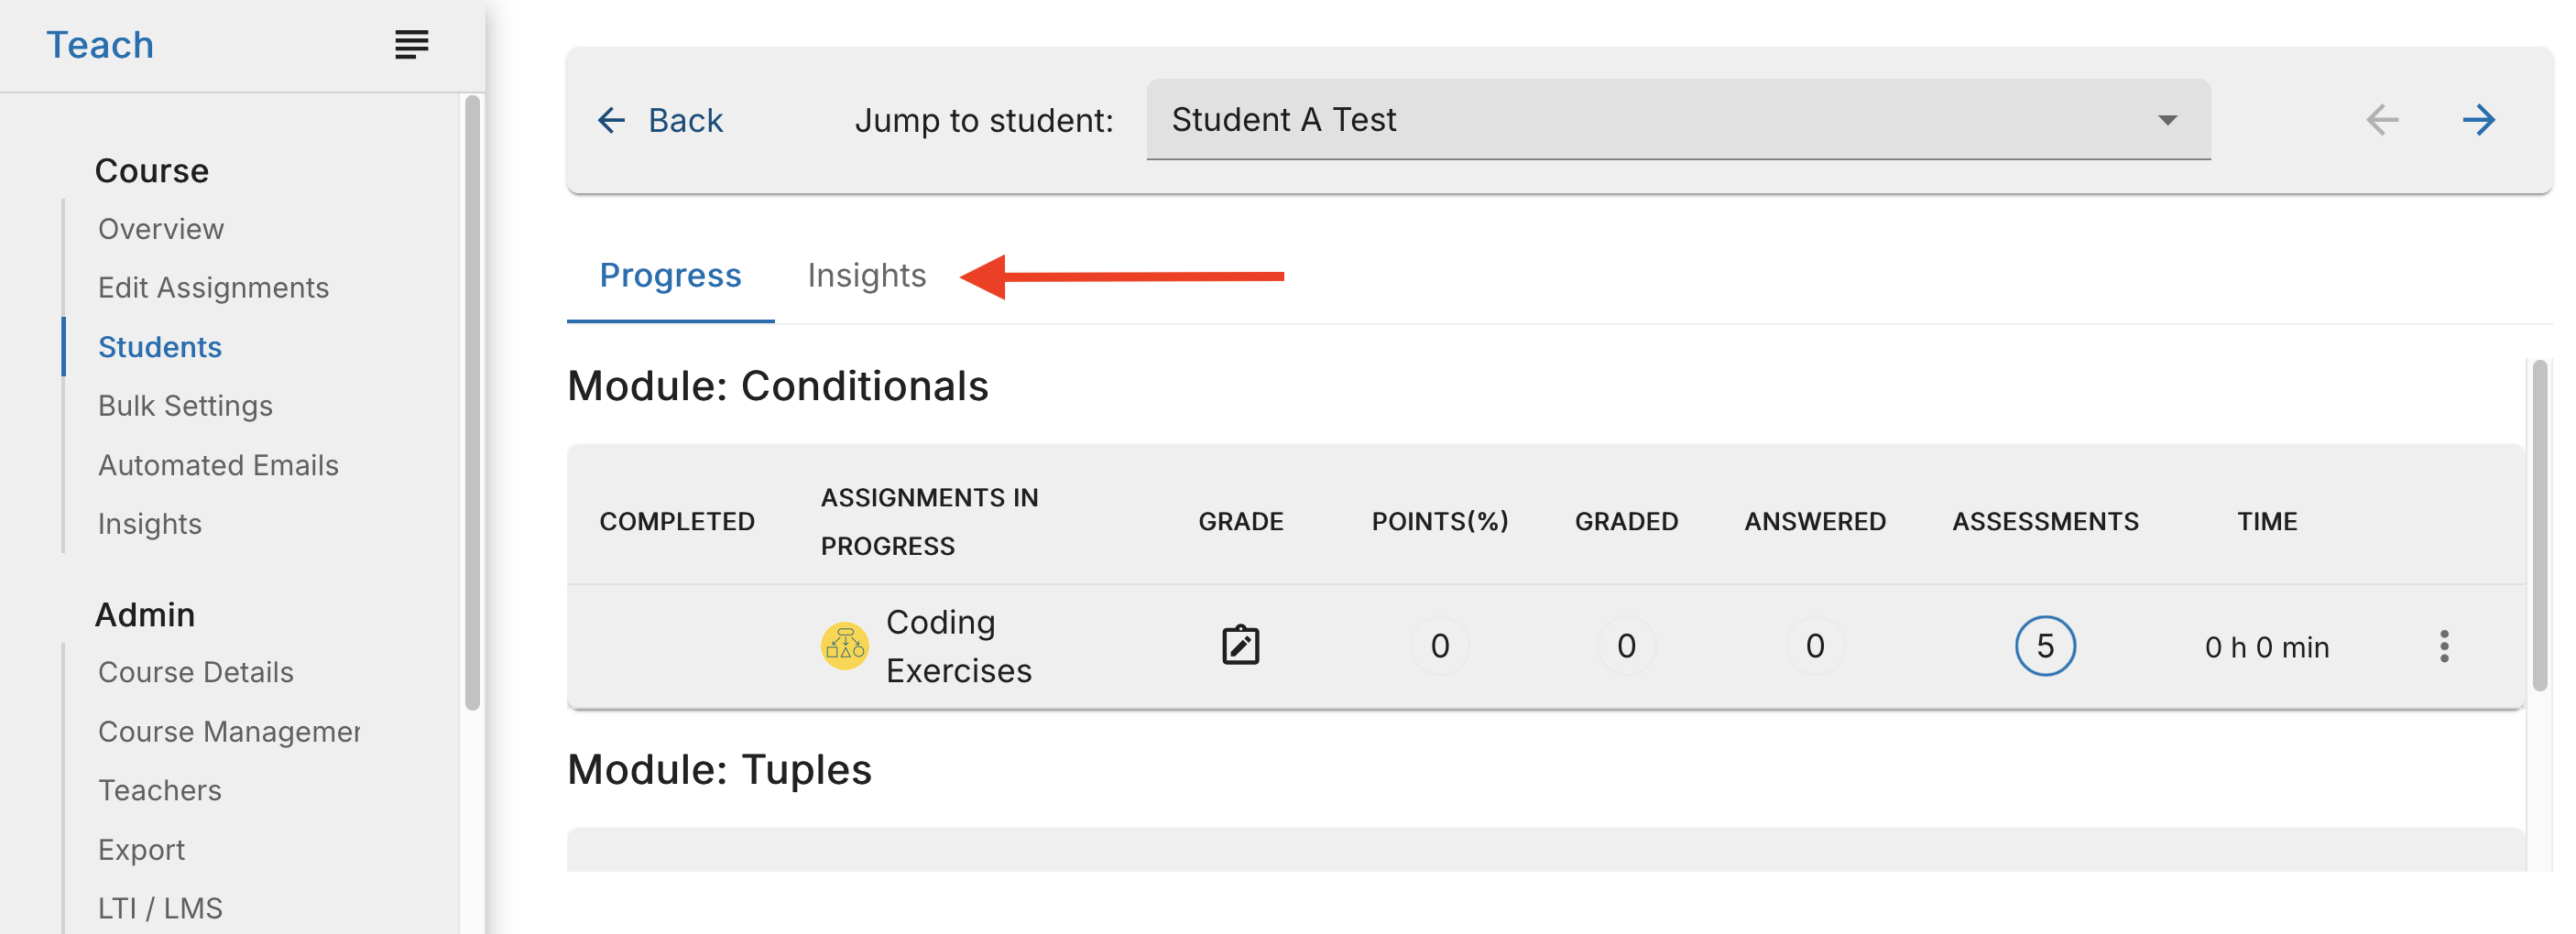 Teach
Course
Overview
Edit Assignments
Students
Bulk Settings
Automated Emails
Insights
Admin
Course Details
Course Managemer
Teachers
Export
LTI / LMS
Back
Jump to student:
Student A Test
Progress
Insights
Module: Conditionals
COMPLETED
ASSIGNMENTS IN
PROGRESS
GRADE
POINTS(%)
GRADED
ANSWERED
ASSESSMENTS
TIME
Coding
Exercises
0
0
0
5
0 h 0 min
Module: Tuples